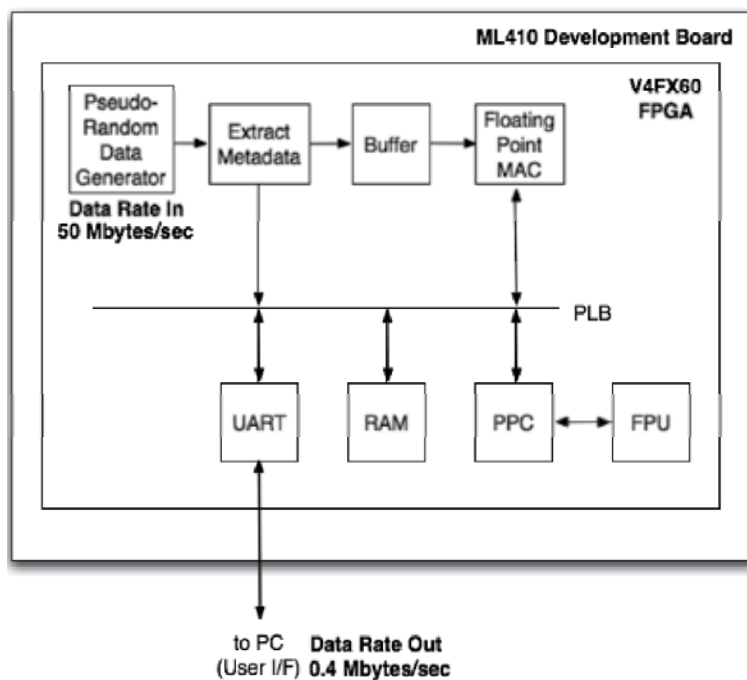 ML410 Development Board
V4FX60
FPGA
Pseudo-
Random
Data
Generator
Extract
Metadata
Buffer
Floating
Point
MAC
Data Rate In
50 Mbytes/sec
PLB
UART
RAM
PPC
FPU
to PC Data Rate Out
(User I/F) 0.4 Mbytes/sec